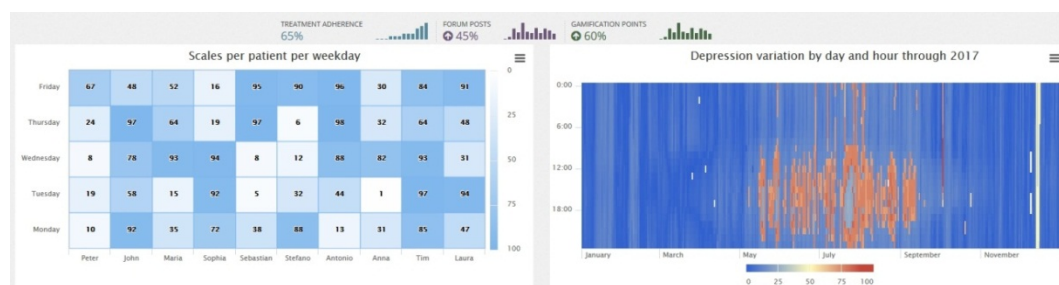 TREATMENT ADHERENCE
65%
FORUM POSTS
45%
GAMIFICATION POINTS
60%
Scales per patient per weekday
Friday 67 48 52 16 95 90 96 30 84 91
Thursday 24 97 64 19 97 6 98 32 64 48
Wednesday 8 78 93 94 8 12 88 82 93 31
Tuesday 19 58 15 92 5 32 44 1 97 94
Monday 10 92 35 72 38 88 13 31 85 47
Peter John Maria Sophia Sebastian Stefano Antonio Anna Tim Laura
0
25
50
75
100
Depression variation by day and hour through 2017
0:00
6:00
12:00
18:00
January March May July September November
0 25 50 75 100